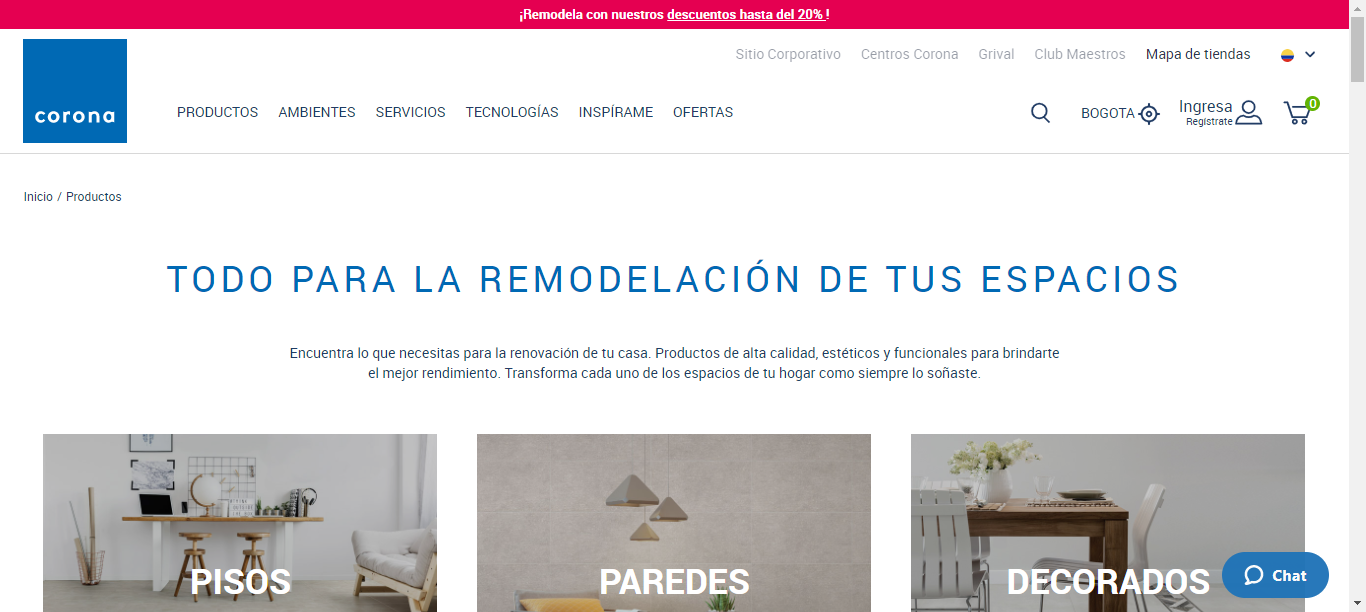 ¡Remodela con nuestros descuentos hasta del 20% !
Sitio Corporativo Centros Corona Grival Club Maestros Mapa de tiendas
corona
PRODUCTOS AMBIENTES SERVICIOS TECNOLOGÍAS INSPÍRAME OFERTAS
BOGOTA
Ingresa
Regístrate
0
Inicio / Productos
TODO PARA LA REMODELACIÓN DE TUS ESPACIOS
Encuentra lo que necesitas para la renovación de tu casa. Productos de alta calidad, estéticos y funcionales para brindarte
el mejor rendimiento. Transforma cada uno de los espacios de tu hogar como siempre lo soñaste.
PISOS
PAREDES
DECORADOS
Chat